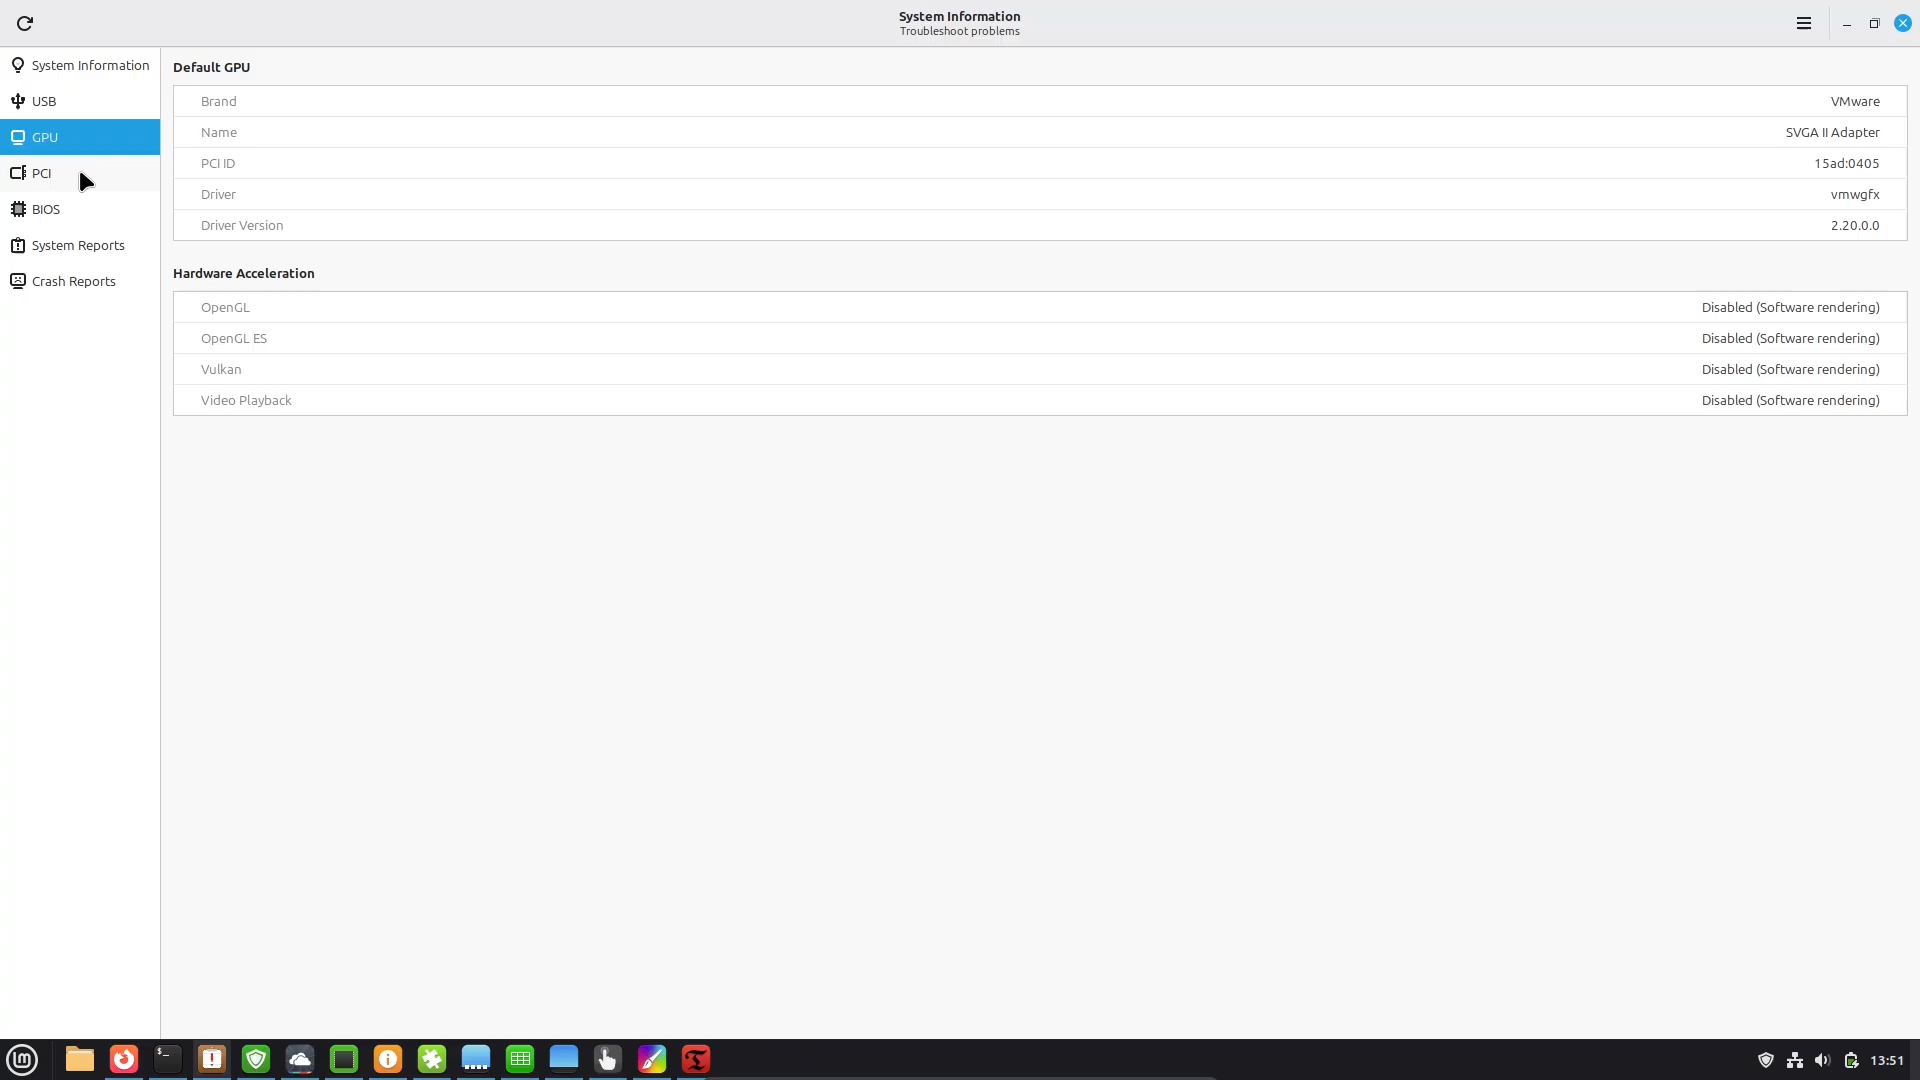 System Information
Troubleshoot problems
System Information
USB
GPU
PCI
BIOS
System Reports
Crash Reports
Default GPU
Brand VMware
Name SVGA II Adapter
PCI ID 15ad:0405
Driver vmwgfx
Driver Version 2.20.0.0
Hardware Acceleration
OpenGL Disabled (Software rendering)
OpenGL ES Disabled (Software rendering)
Vulkan Disabled (Software rendering)
Video Playback Disabled (Software rendering)
13:51